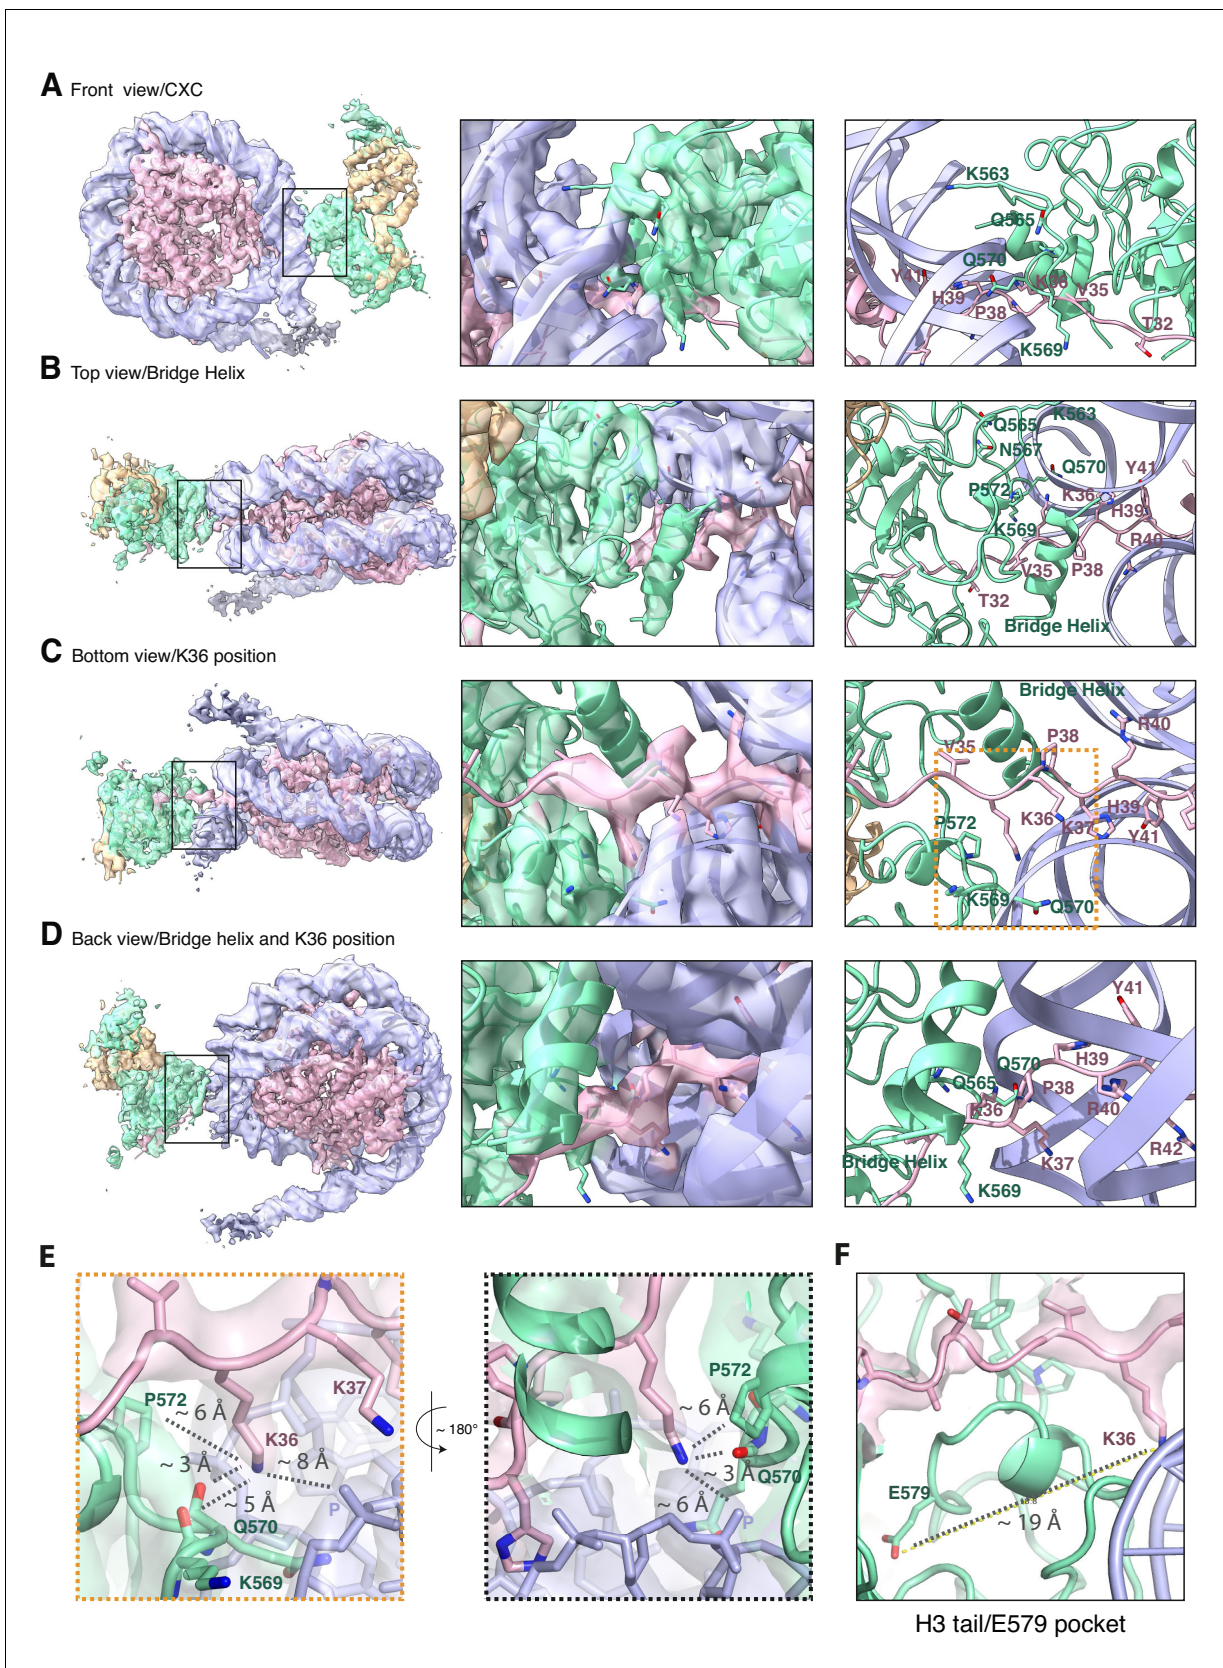 A Front view/CXC
K563
Q565
Q570
Y41
K36
V35
H39
P38
T32
K569
B Top view/Bridge Helix
K563
Q565
N567
Q570
Y41
P572
K36
H39
K569
R40
V35
P38
T32
Bridge Helix
C Bottom view/K36 position
Bridge Helix
R40
P38
V35
H39
K36
K37
Y41
P572
K569
Q570
D Back view/Bridge helix and K36 position
Y41
H39
Q570
Q565
P38
K36
R40
R42
K37
Bridge Helix
K569
E
P572
~ 6 Å
K37
K36
~ 3 Å
~ 8 Å
~ 5 Å
P
Q570
K569
~ 180°
P572
~ 6 Å
~ 3 Å
Q570
~ 6 Å
P
F
K36
E579
~ 19 Å
H3 tail/E579 pocket